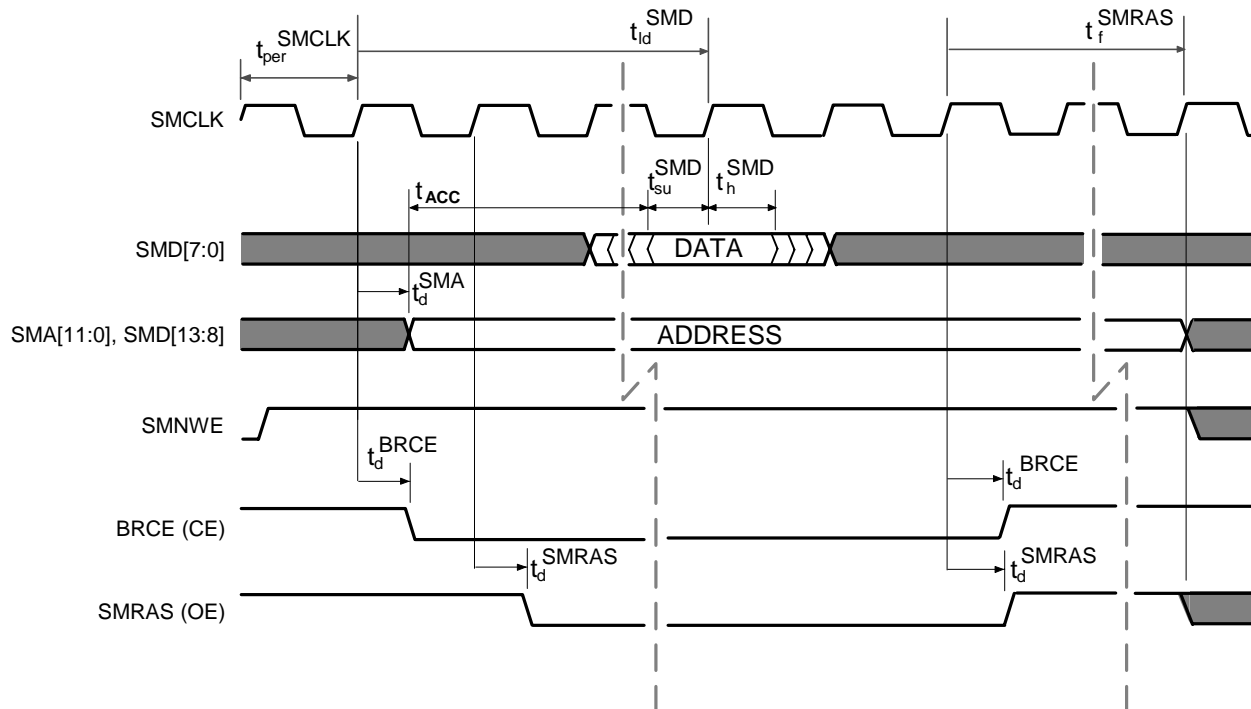 t_per^SMCLK
t_ld^SMD
t_f^SMRAS
SMCLK
t_ACC
t_su^SMD
t_h^SMD
SMD[7:0]
DATA
t_d^SMA
SMA[11:0], SMD[13:8]
ADDRESS
SMNWE
t_d^BRCE
t_d^BRCE
BRCE (CE)
t_d^SMRAS
t_d^SMRAS
SMRAS (OE)